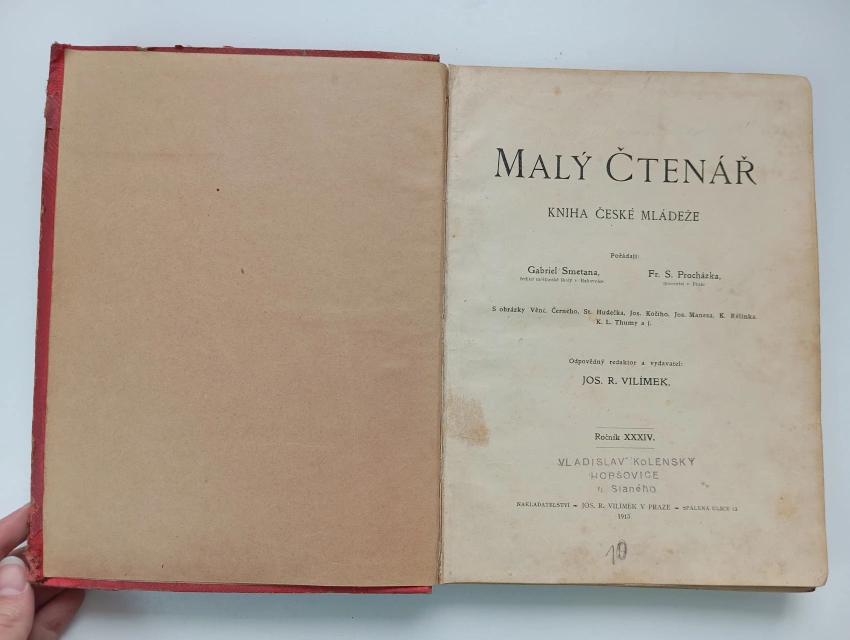 MALÝ ČTENÁŘ
KNIHA ČESKÉ MLÁDEŽE
Pořádají:
Gabriel Smetana, Fr. S. Procházka,
S obrázky Věnc. Černého, St. Hudečka, Jos. Kočího, Jos. Manesa, K. Rélinka,
K. L. Thumy a j.
Odpovědný redaktor a vydavatel:
JOS. R. VILÍMEK.
Ročník XXXIV.
VLADISLAV KOLENSKY
HOBŠOVICE
u Slaného
NAKLADATELSTVÍ – JOS. R. VILÍMEK V PRAZE – SPÁLENÁ ULICE 13
1915
10